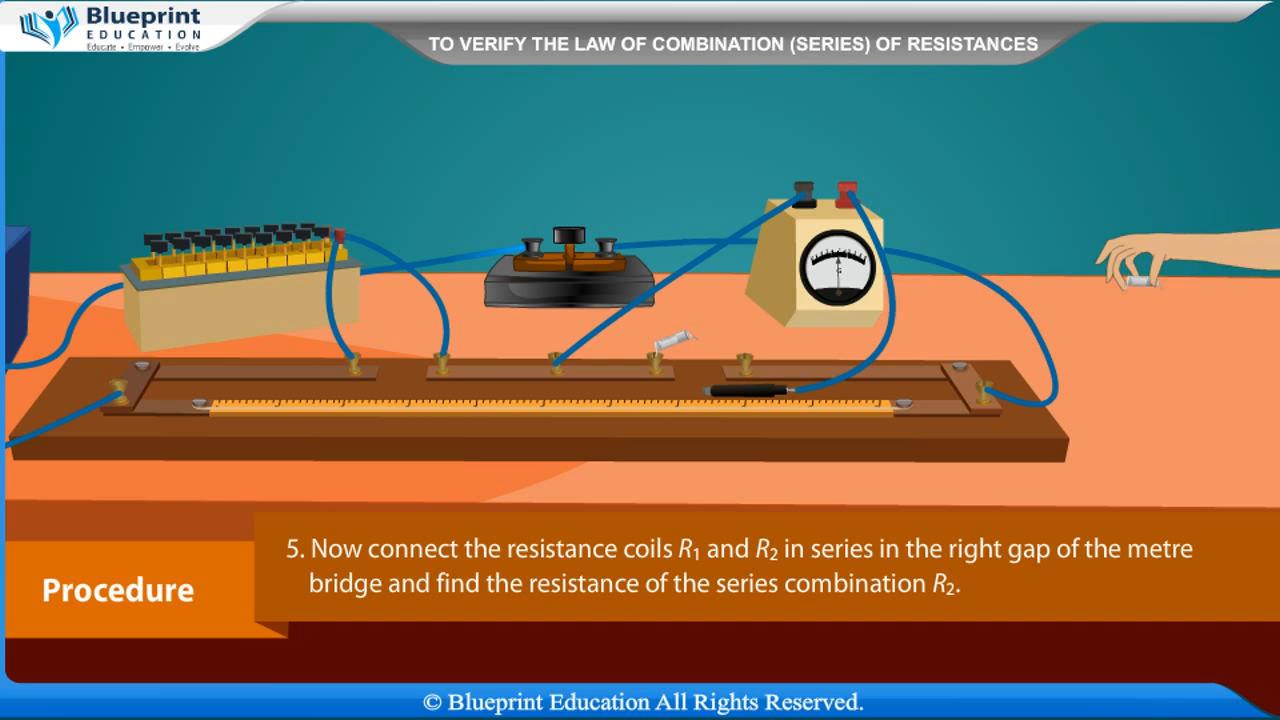 Blueprint
EDUCATION
Educate • Empower • Evolve
TO VERIFY THE LAW OF COMBINATION (SERIES) OF RESISTANCES
G
Procedure
5. Now connect the resistance coils R₁ and R₂ in series in the right gap of the metre
bridge and find the resistance of the series combination R₂.
© Blueprint Education All Rights Reserved.